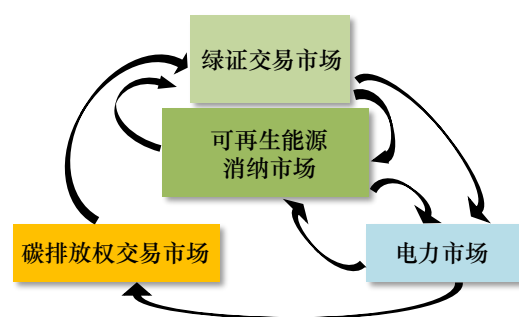 绿证交易市场
可再生能源
消纳市场
碳排放权交易市场
电力市场